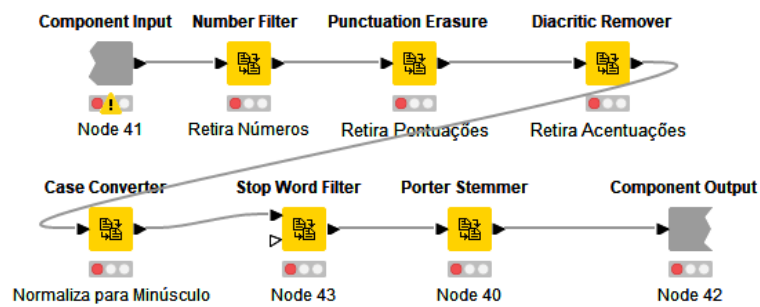 Component Input Number Filter Punctuation Erasure Diacritic Remover
Node 41 Retira Números Retira Pontuações Retira Acentuações
Case Converter Stop Word Filter Porter Stemmer Component Output
Normaliza para Minúsculo Node 43 Node 40 Node 42